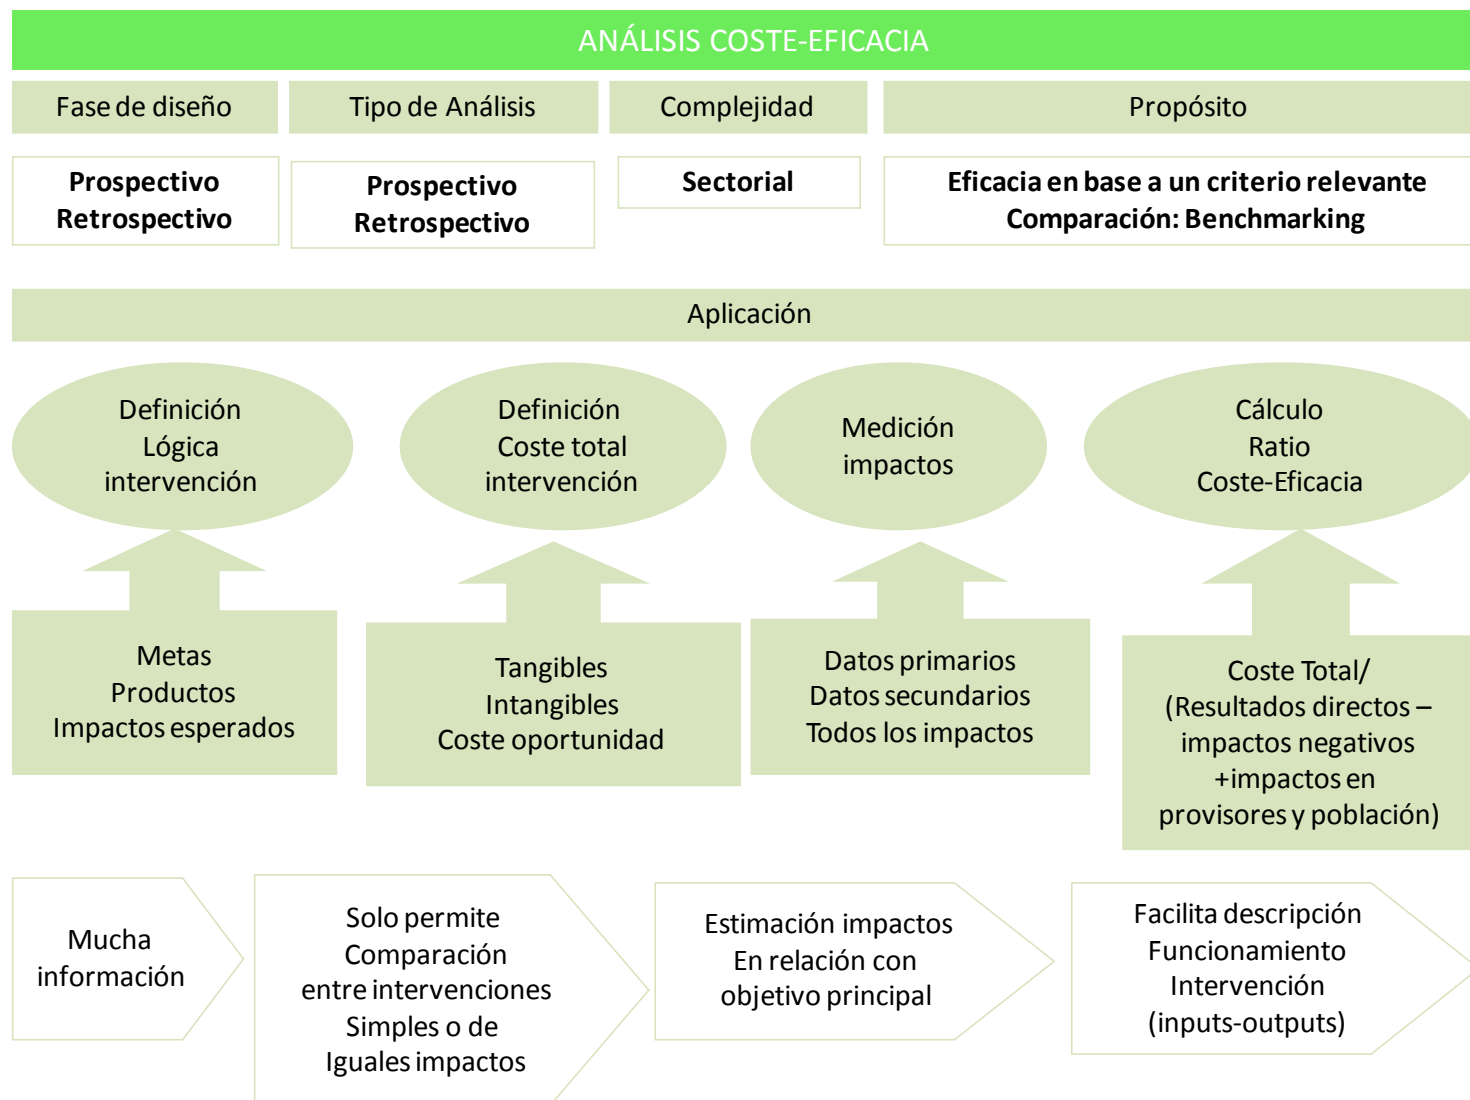 ANÁLISIS COSTE-EFICACIA
Fase de diseño
Tipo de Análisis
Complejidad
Propósito
Prospectivo
Retrospectivo
Prospectivo
Retrospectivo
Sectorial
Eficacia en base a un criterio relevante
Comparación: Benchmarking
Aplicación
Definición
Lógica
intervención
Definición
Coste total
intervención
Medición
impactos
Cálculo
Ratio
Coste-Eficacia
Metas
Productos
Impactos esperados
Tangibles
Intangibles
Coste oportunidad
Datos primarios
Datos secundarios
Todos los impactos
Coste Total/
(Resultados directos –
impactos negativos
+impactos en
provisores y población)
Mucha
información
Solo permite
Comparación
entre intervenciones
Simples o de
Iguales impactos
Estimación impactos
En relación con
objetivo principal
Facilita descripción
Funcionamiento
Intervención
(inputs-outputs)